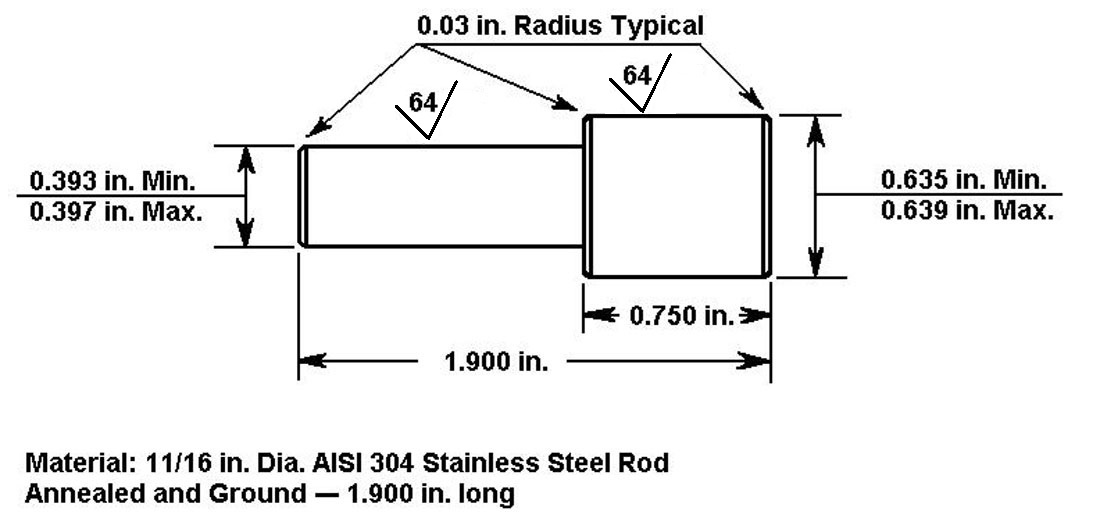 0.03 in. Radius Typical
64
64
0.393 in. Min.
0.397 in. Max.
0.635 in. Min.
0.639 in. Max.
0.750 in.
1.900 in.
Material: 11/16 in. Dia. AISI 304 Stainless Steel Rod
Annealed and Ground — 1.900 in. long